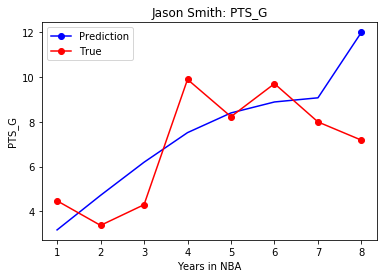 Jason Smith: PTS_G
Prediction
True
12
10
8
6
4
PTS_G
1 2 3 4 5 6 7 8
Years in NBA